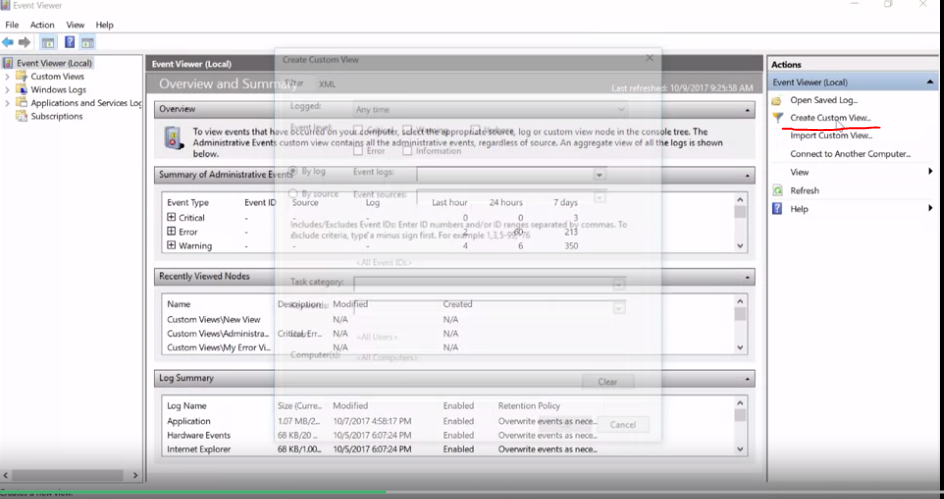 Event Viewer
File Action View Help
Event Viewer (Local)
Custom Views
Windows Logs
Applications and Services Log
Subscriptions
Event Viewer (Local)
Overview and Summary
Last refreshed: 10/9/2017 9:25:58 AM
Overview
To view events that have occurred on your computer, select the appropriate source, log or custom view node in the console tree. The
Administrative Events custom view contains all the administrative events, regardless of source. An aggregate view of all the logs is shown
below.
Summary of Administrative Events
Event Type Event ID Source Log Last hour 24 hours 7 days
Critical - - - 0 0 3
Error - - - 2 213
Warning - - - 4 6 350
Recently Viewed Nodes
Name Description Modified Created
Custom Views\New View N/A N/A
Custom Views\Administra... Critical, Err... N/A N/A
Custom Views\My Error Vi... N/A N/A
Log Summary
Log Name Size (Curre... Modified Enabled Retention Policy
Application 1.07 MB/2... 10/7/2017 4:58:17 PM Enabled Overwrite events as nece...
Hardware Events 68 KB/20 ... 10/5/2017 6:07:24 PM Enabled Overwrite events as nece...
Internet Explorer 68 KB/1.00... 10/5/2017 6:07:24 PM Enabled Overwrite events as nece...
Create Custom View
Filter XML
Logged: Any time
Event level: Critical Warning Verbose
Error Information
By log Event logs:
By source Event sources:
Includes/Excludes Event IDs: Enter ID numbers and/or ID ranges separated by commas. To
exclude criteria, type a minus sign first. For example 1,3,5-99,-76
<All Event IDs>
Task category:
<All Users>
Computer(s): <All Computers>
Clear
Cancel
Actions
Event Viewer (Local)
Open Saved Log...
Create Custom View...
Import Custom View...
Connect to Another Computer...
View
Refresh
Help
Creates a new view.